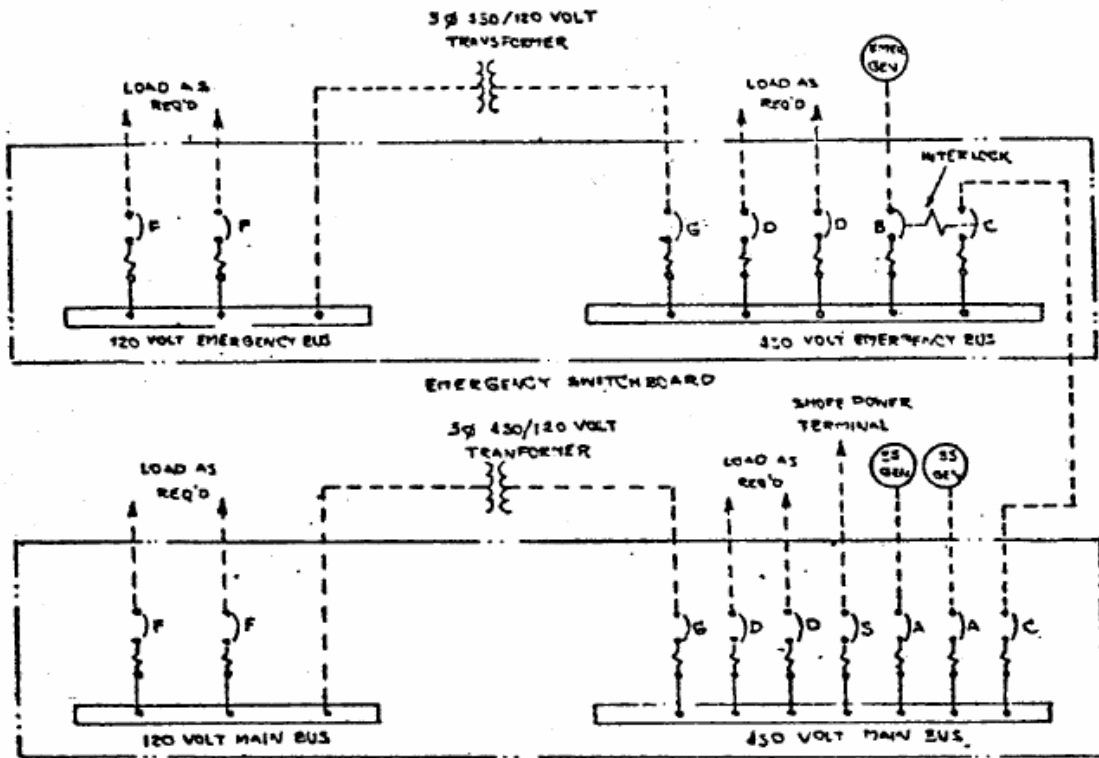 3Ø 450/120 VOLT
TRANSFORMER
EMER
GEN
LOAD AS
REQ'D
LOAD AS
REQ'D
INTERLOCK
F
F
G
D
D
B
C
120 VOLT EMERGENCY BUS
450 VOLT EMERGENCY BUS
EMERGENCY SWITCHBOARD
3Ø 450/120 VOLT
TRANFORMER
SHORE POWER
TERMINAL
LOAD AS
REQ'D
LOAD AS
REQ'D
SS
GEN
SS
GEN
F
F
G
D
D
S
A
A
C
120 VOLT MAIN BUS
450 VOLT MAIN BUS